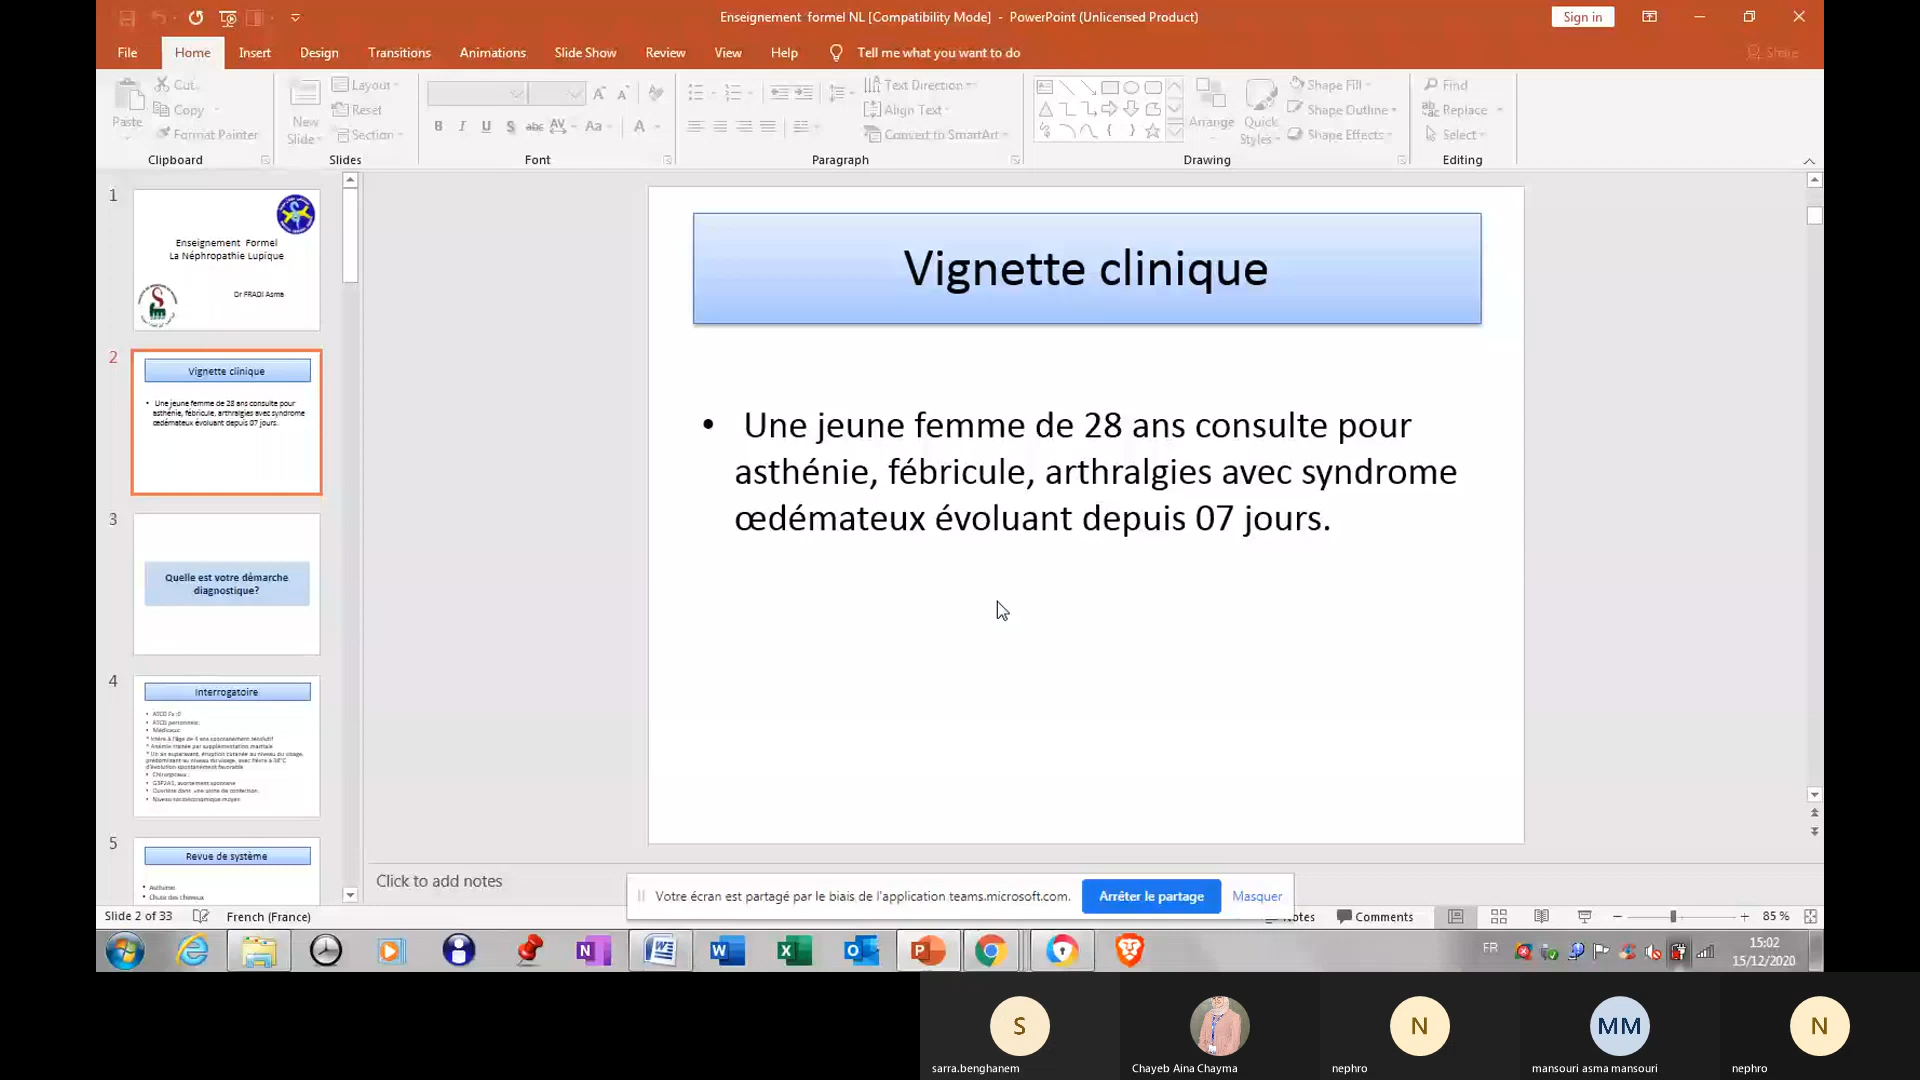 Enseignement formel NL [Compatibility Mode] - PowerPoint (Unlicensed Product)
Sign in
File Home Insert Design Transitions Animations Slide Show Review View Help Tell me what you want to do Share
Paste
Cut
Copy
Format Painter
Clipboard
New
Slide
Layout
Reset
Section
Slides
B I U S abc AV Aa A
Font
Text Direction
Align Text
Convert to SmartArt
Paragraph
Arrange
Quick
Styles
Shape Fill
Shape Outline
Shape Effects
Drawing
Find
Replace
Select
Editing
1
Enseignement Formel
La Néphropathie Lupique
Dr FRADI Asma
2
Vignette clinique
• Une jeune femme de 28 ans consulte pour
asthénie, fébricule, arthralgies avec syndrome
œdémateux évoluant depuis 07 jours.
3
Quelle est votre démarche
diagnostique?
4
Interrogatoire
5
Revue de système
Vignette clinique
• Une jeune femme de 28 ans consulte pour
asthénie, fébricule, arthralgies avec syndrome
œdémateux évoluant depuis 07 jours.
Click to add notes
Votre écran est partagé par le biais de l'application teams.microsoft.com. Arrêter le partage Masquer
Slide 2 of 33 French (France) Comments 85 %
FR 15:02
15/12/2020
S
sarra.benghanem
Chayeb Aina Chayma
N
nephro
MM
mansouri asma mansouri
N
nephro